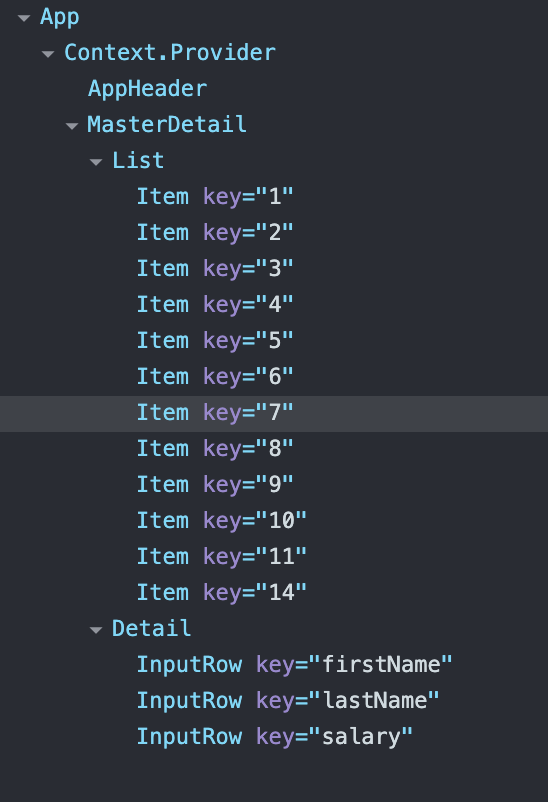 App
Context.Provider
AppHeader
MasterDetail
List
Item key="1"
Item key="2"
Item key="3"
Item key="4"
Item key="5"
Item key="6"
Item key="7"
Item key="8"
Item key="9"
Item key="10"
Item key="11"
Item key="14"
Detail
InputRow key="firstName"
InputRow key="lastName"
InputRow key="salary"